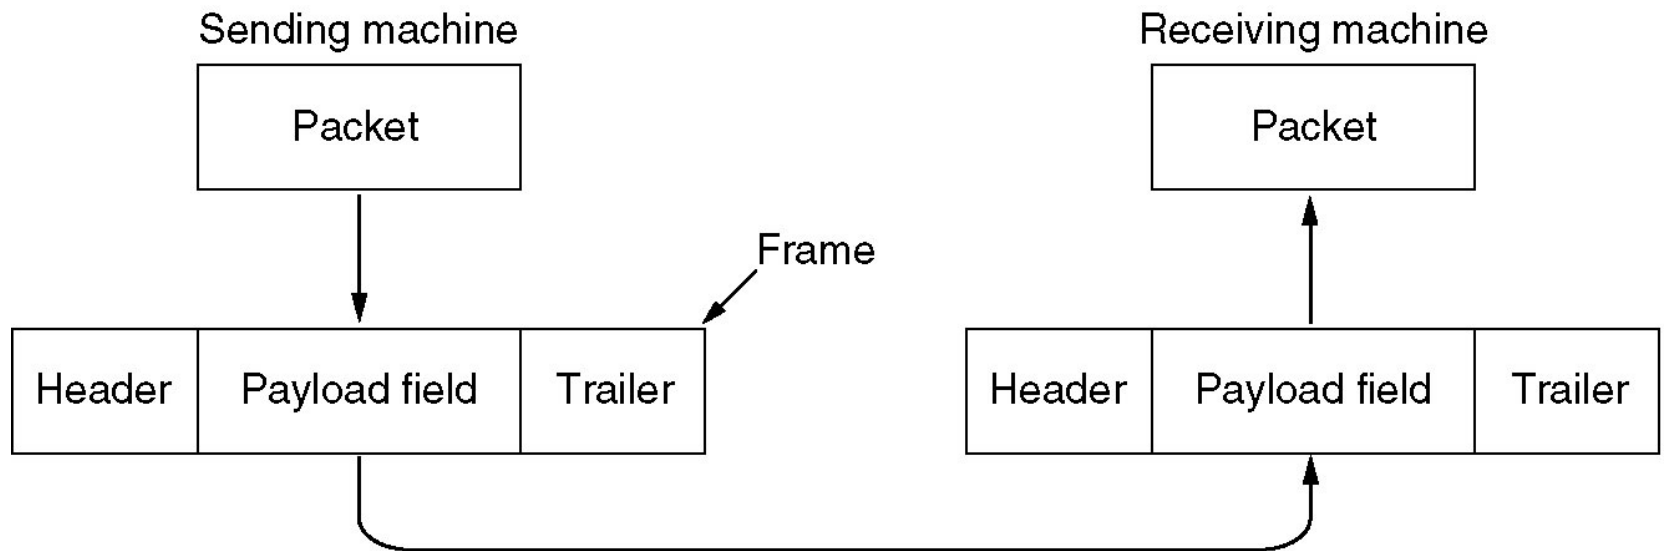 Sending machine
Receiving machine
Packet
Packet
Frame
Header
Payload field
Trailer
Header
Payload field
Trailer